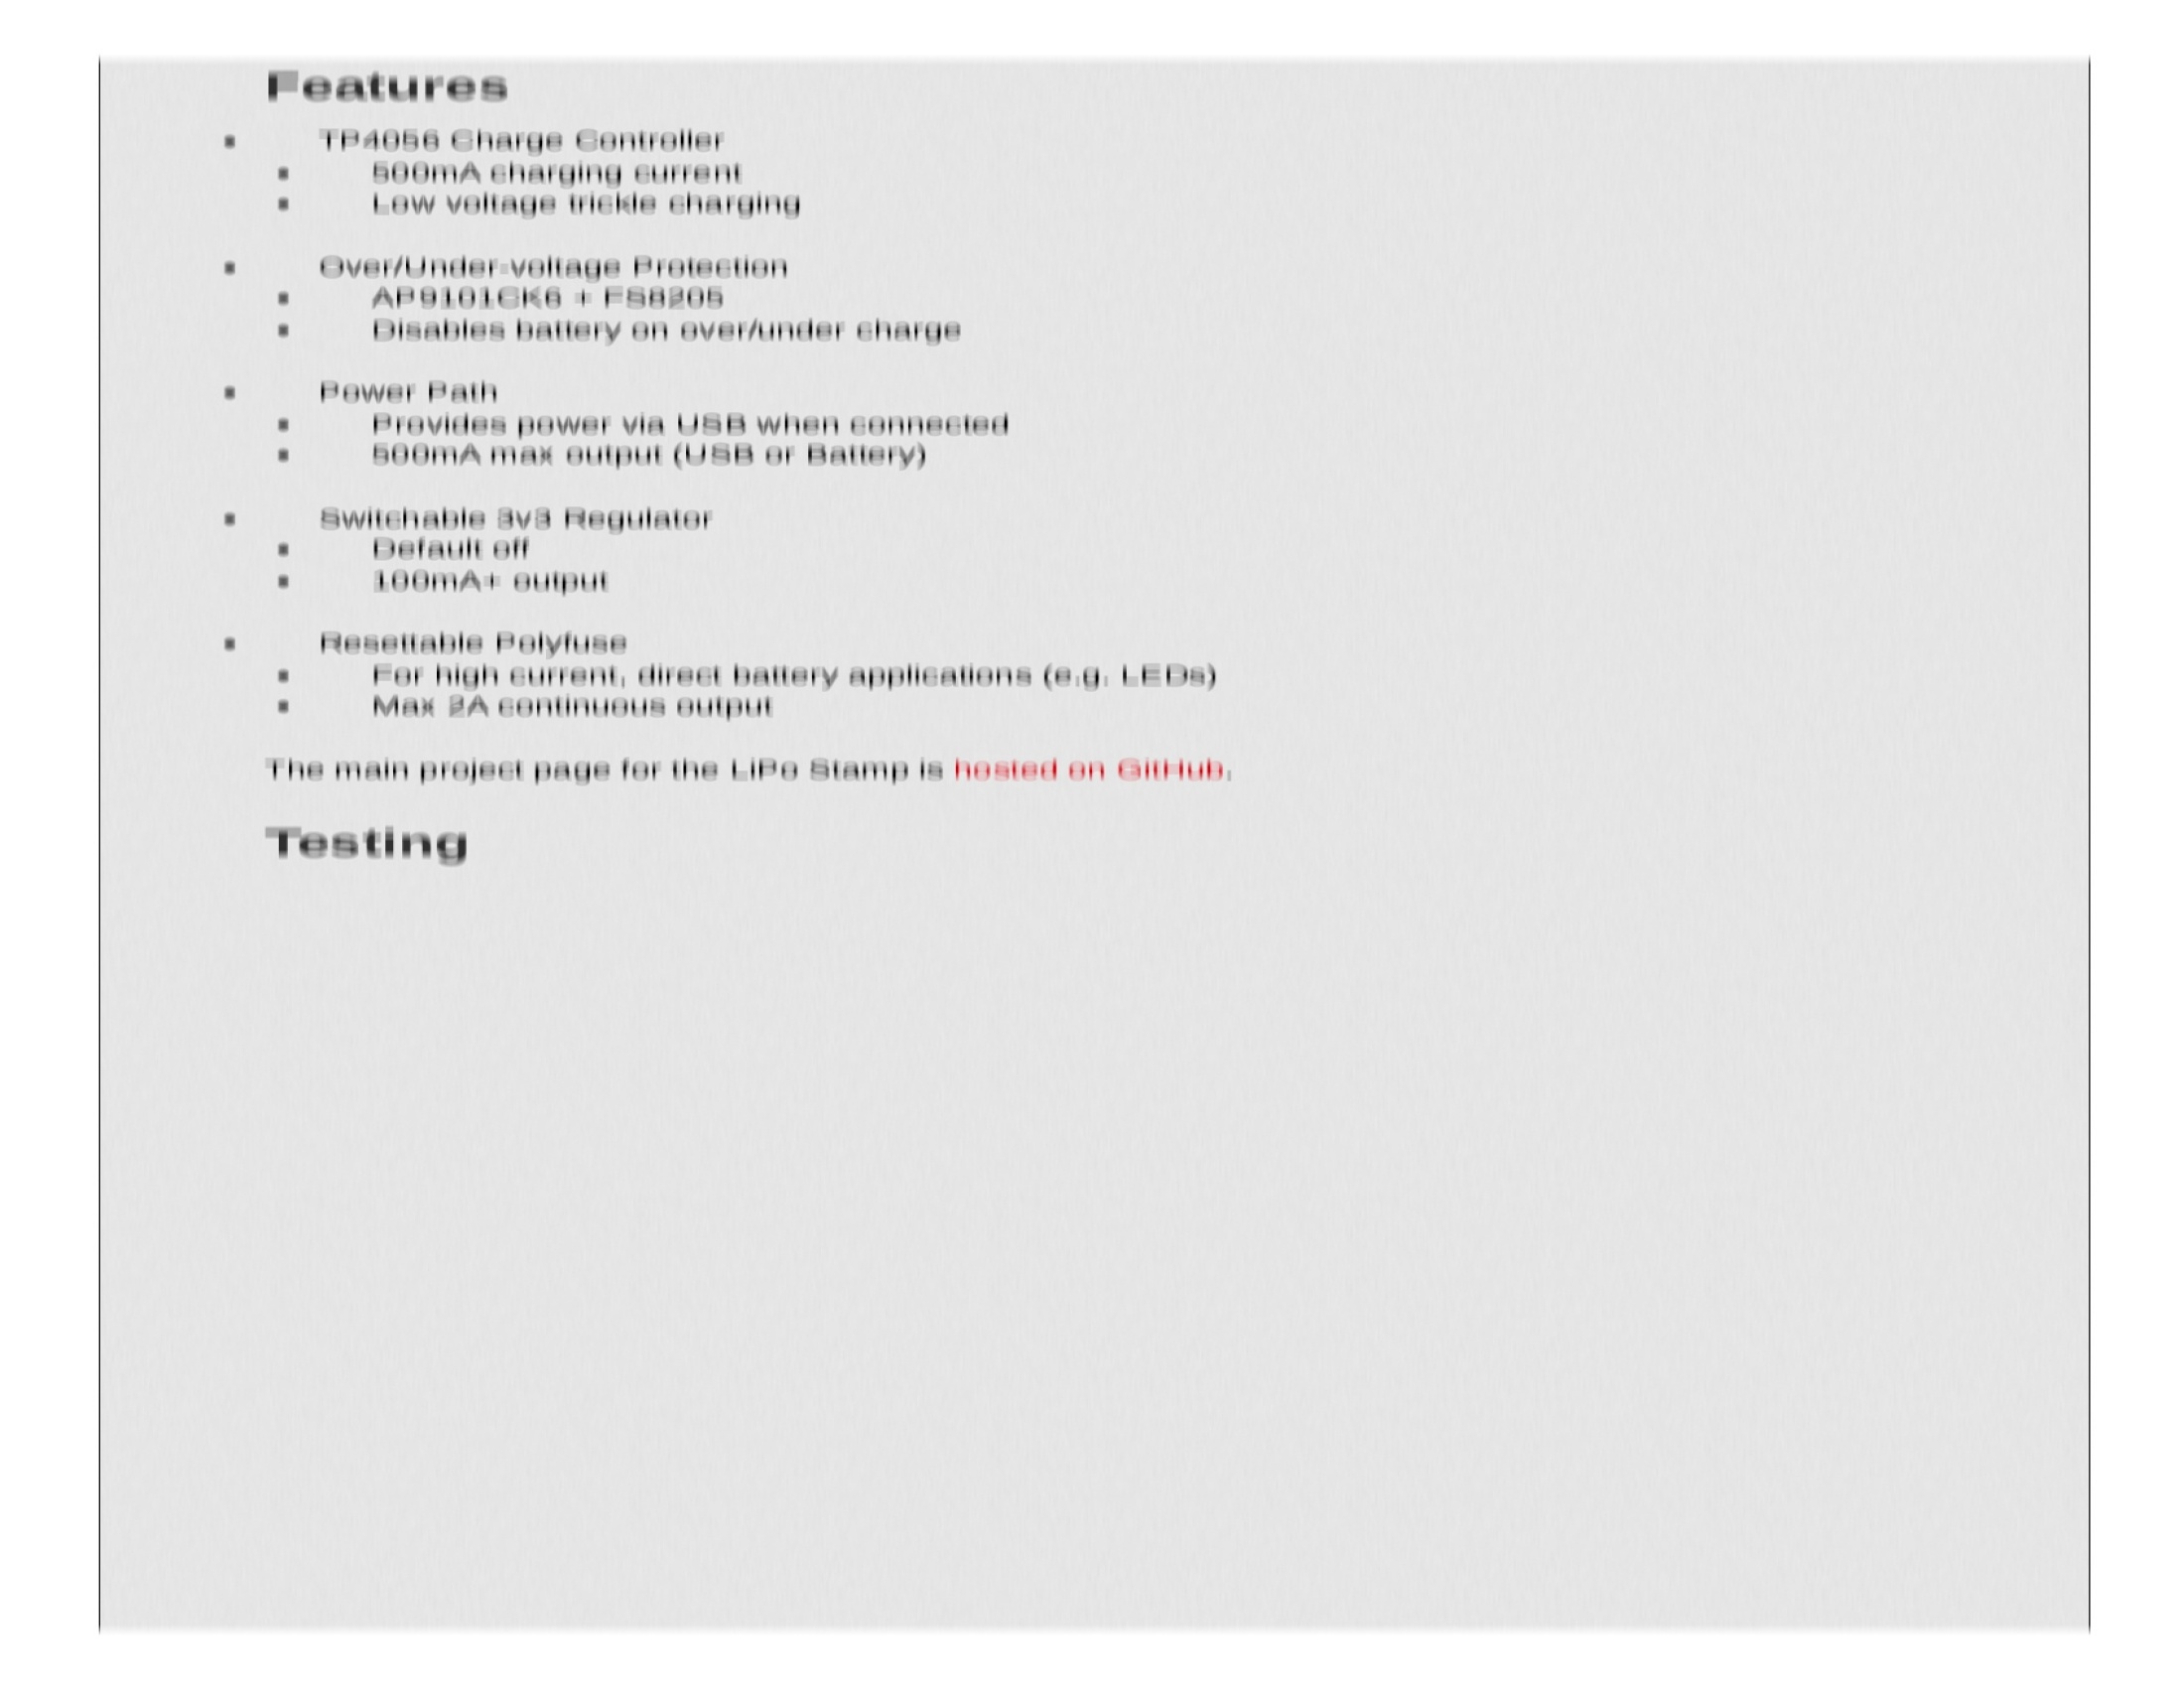 Features
TP4056 Charge Controller
500mA charging current
Low voltage trickle charging
Over/Under-voltage Protection
AP9101CK6 + FS8205
Disables battery on over/under charge
Power Path
Provides power via USB when connected
500mA max output (USB or Battery)
Switchable 3v3 Regulator
Default off
100mA+ output
Resettable Polyfuse
For high current, direct battery applications (e.g. LEDs)
Max 2A continuous output
The main project page for the LiPo Stamp is hosted on GitHub.
Testing